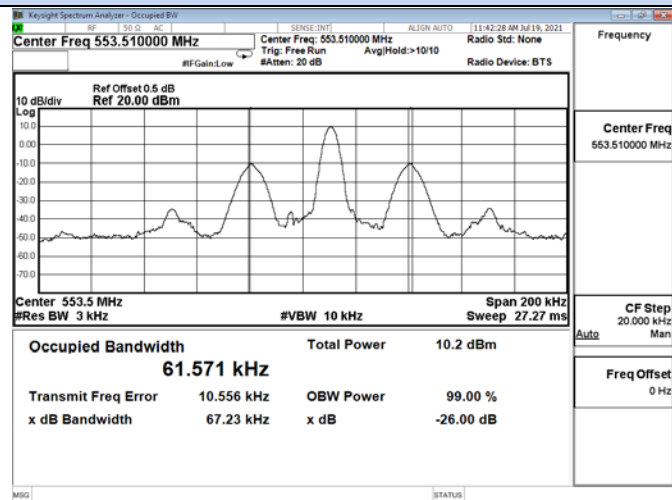 Keysight Spectrum Analyzer - Occupied BW
RF 50 Ω AC SENSE:INT ALIGN AUTO 11:42:28 AM Jul 19, 2021
Center Freq 553.510000 MHz
Center Freq: 553.510000 MHz
Radio Std: None
Trig: Free Run Avg|Hold:>10/10
#IFGain:Low #Atten: 20 dB Radio Device: BTS
Ref Offset 0.5 dB
10 dB/div Ref 20.00 dBm
Log
10.0
0.00
-10.0
-20.0
-30.0
-40.0
-50.0
-60.0
-70.0
Center 553.5 MHz Span 200 kHz
#Res BW 3 kHz #VBW 10 kHz Sweep 27.27 ms
Occupied Bandwidth Total Power 10.2 dBm
61.571 kHz
Transmit Freq Error 10.556 kHz OBW Power 99.00 %
x dB Bandwidth 67.23 kHz x dB -26.00 dB
MSG STATUS
Frequency
Center Freq
553.510000 MHz
CF Step
20.000 kHz
Auto Man
Freq Offset
0 Hz